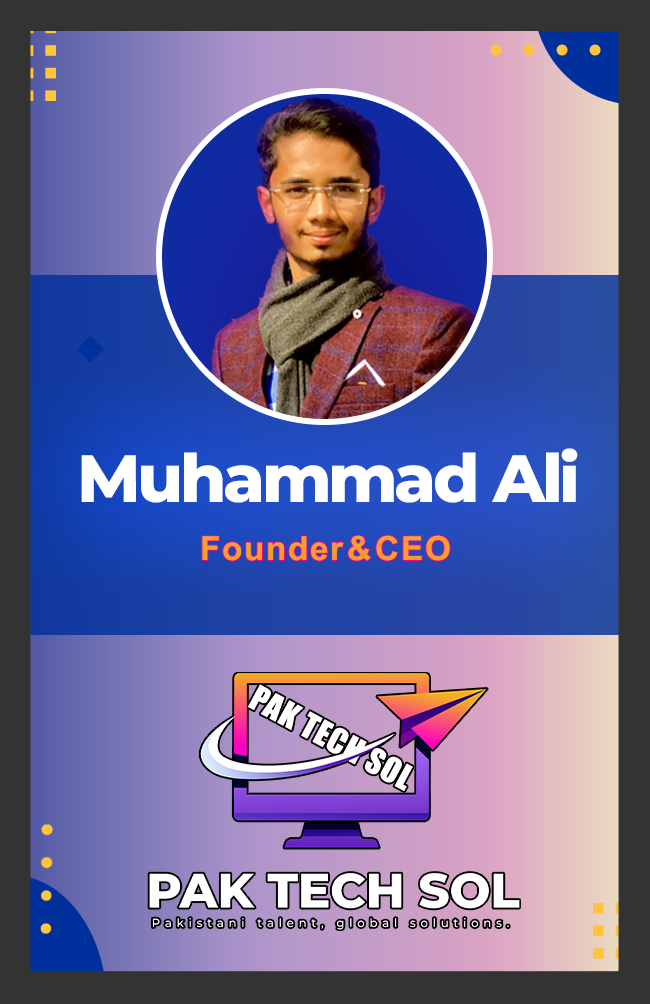 Muhammad Ali
Founder&CEO
PAK TECH SOL
PAK TECH SOL
Pakistani talent, global solutions.